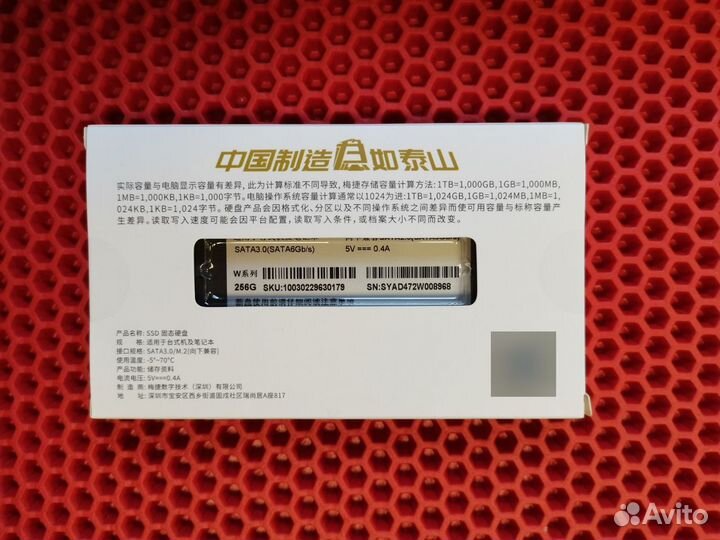 中国制造 稳如泰山
实际容量与电脑显示容量有差异,此为计算标准不同导致,梅捷存储容量计算方法:1TB=1,000GB,1GB=1,000MB,
1MB=1,000KB,1KB=1,000字节。电脑操作系统容量计算通常以1024为进:1TB=1,024GB,1GB=1,024MB,1MB=1,
024KB,1KB=1,024字节。硬盘产品会因格式化、分区以及不同操作系统之间差异而使可用容量与标称容量产
生差异。读取写入速度可能会因平台配置,读取写入条件,或档案大小不同而改变。
SATA3.0(SATA6Gb/s) 5V⎓0.4A
W系列
256G SKU:10030229630179 SN:SYAD472W008968
产品名称: SSD 固态硬盘
规 格: 适用于台式机及笔记本
接口规格: SATA3.0/M.2[向下兼容]
使用温度: -5°~70°C
产品功能: 储存资料
电流电压: 5V⎓0.4A
制 造 商: 梅捷数字技术(深圳)有限公司
地 址: 深圳市宝安区西乡街道固戍社区瑞尚居A座817
Avito